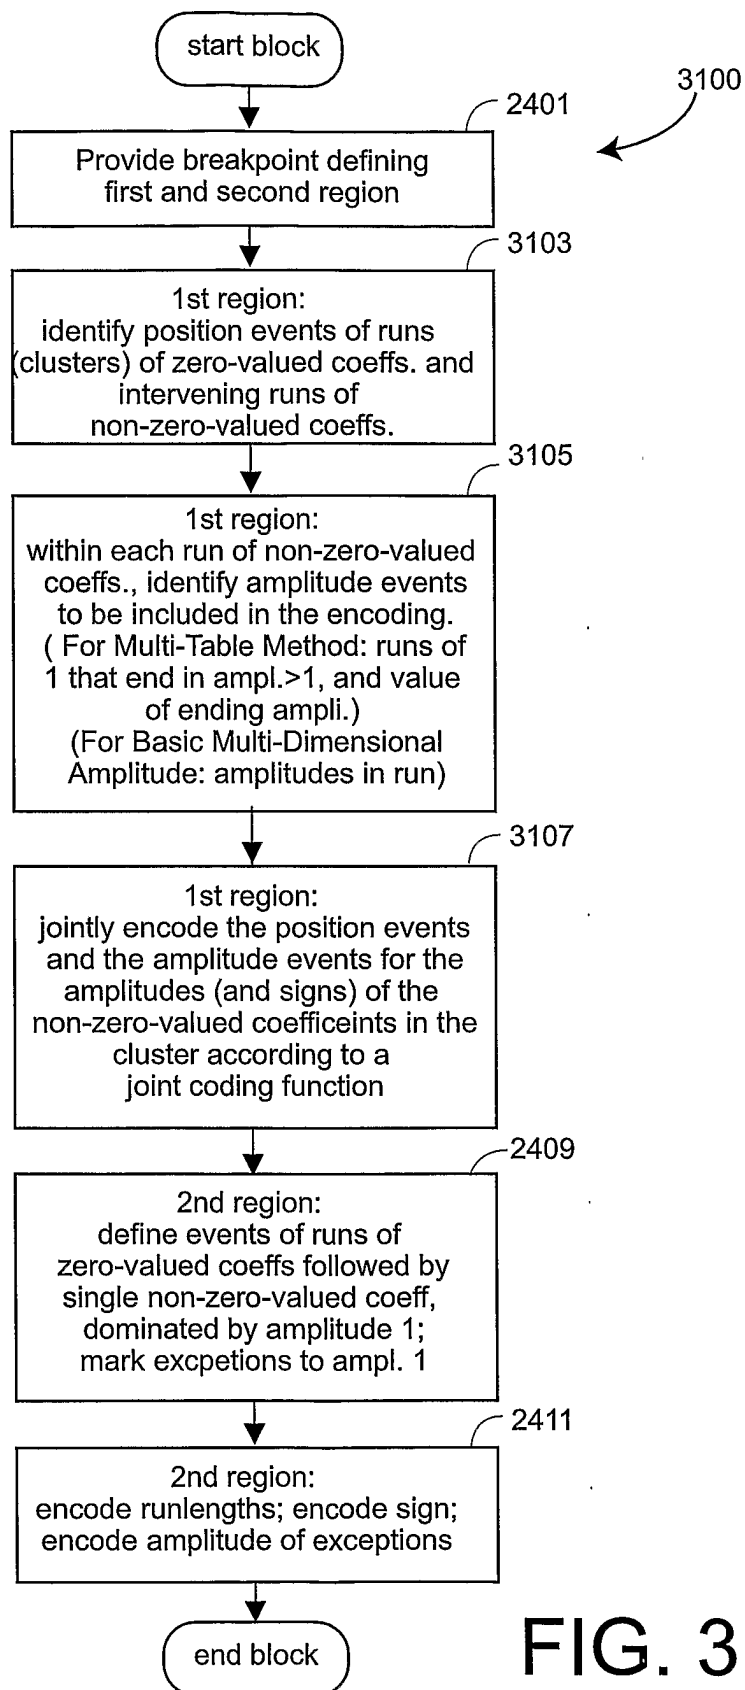 start block
3100
2401
Provide breakpoint defining
first and second region
3103
1st region:
identify position events of runs
(clusters) of zero-valued coeffs. and
intervening runs of
non-zero-valued coeffs.
3105
1st region:
within each run of non-zero-valued
coeffs., identify amplitude events
to be included in the encoding.
( For Multi-Table Method: runs of
1 that end in ampl.>1, and value
of ending ampli.)
(For Basic Multi-Dimensional
Amplitude: amplitudes in run)
3107
1st region:
jointly encode the position events
and the amplitude events for the
amplitudes (and signs) of the
non-zero-valued coefficeints in the
cluster according to a
joint coding function
2409
2nd region:
define events of runs of
zero-valued coeffs followed by
single non-zero-valued coeff,
dominated by amplitude 1;
mark excpetions to ampl. 1
2411
2nd region:
encode runlengths; encode sign;
encode amplitude of exceptions
end block
FIG. 3